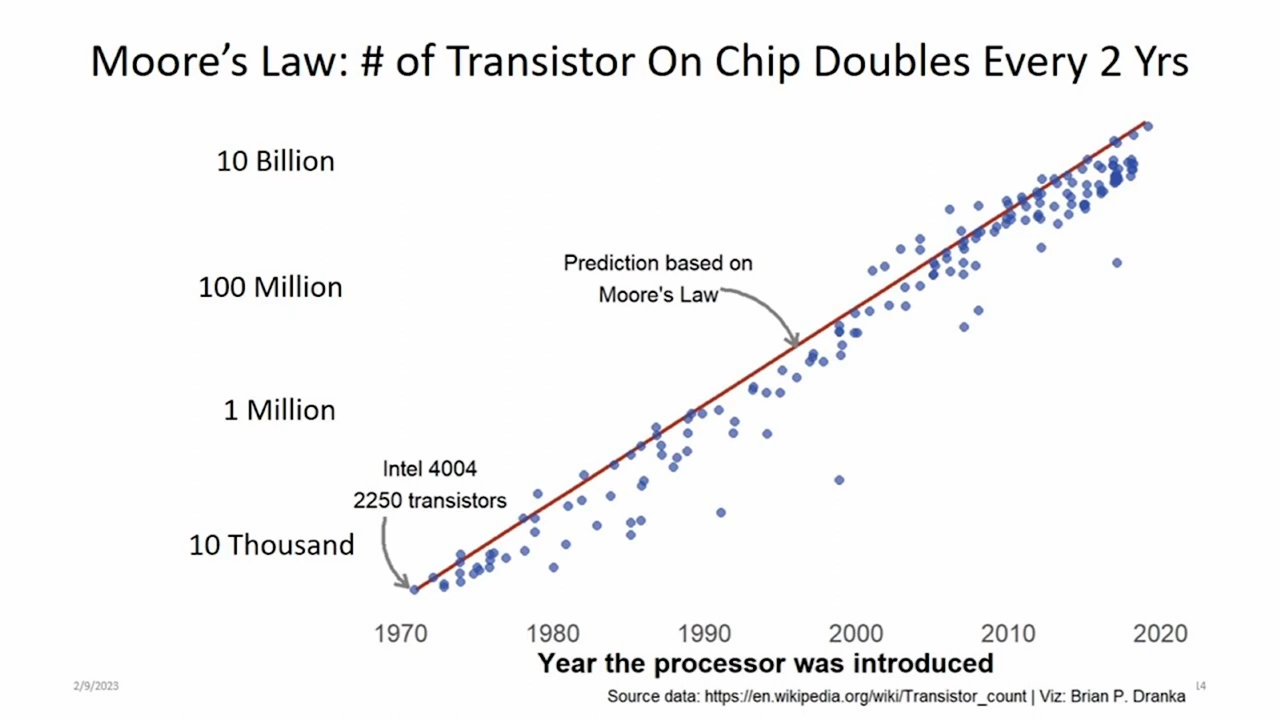 Moore's Law: # of Transistor On Chip Doubles Every 2 Yrs
10 Billion
Prediction based on
Moore's Law
100 Million
1 Million
Intel 4004
2250 transistors
10 Thousand
1970 1980 1990 2000 2010 2020
Year the processor was introduced
2/9/2023
Source data: https://en.wikipedia.org/wiki/Transistor_count | Viz: Brian P. Dranka
14